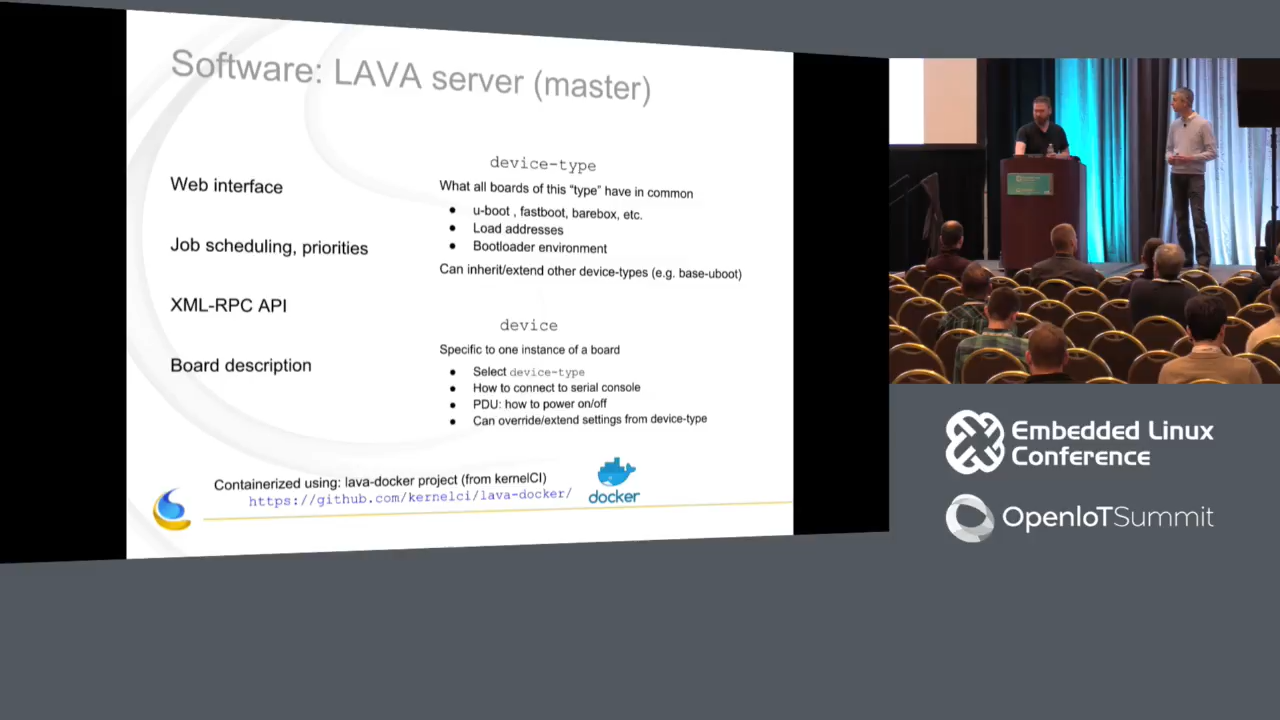 Software: LAVA server (master)
Web interface
Job scheduling, priorities
XML-RPC API
Board description
device-type
What all boards of this "type" have in common
u-boot , fastboot, barebox, etc.
Load addresses
Bootloader environment
Can inherit/extend other device-types (e.g. base-uboot)
device
Specific to one instance of a board
Select device-type
How to connect to serial console
PDU: how to power on/off
Can override/extend settings from device-type
Containerized using: lava-docker project (from kernelCI)
https://github.com/kernelci/lava-docker/
docker
Embedded Linux
Conference
OpenIoTSummit